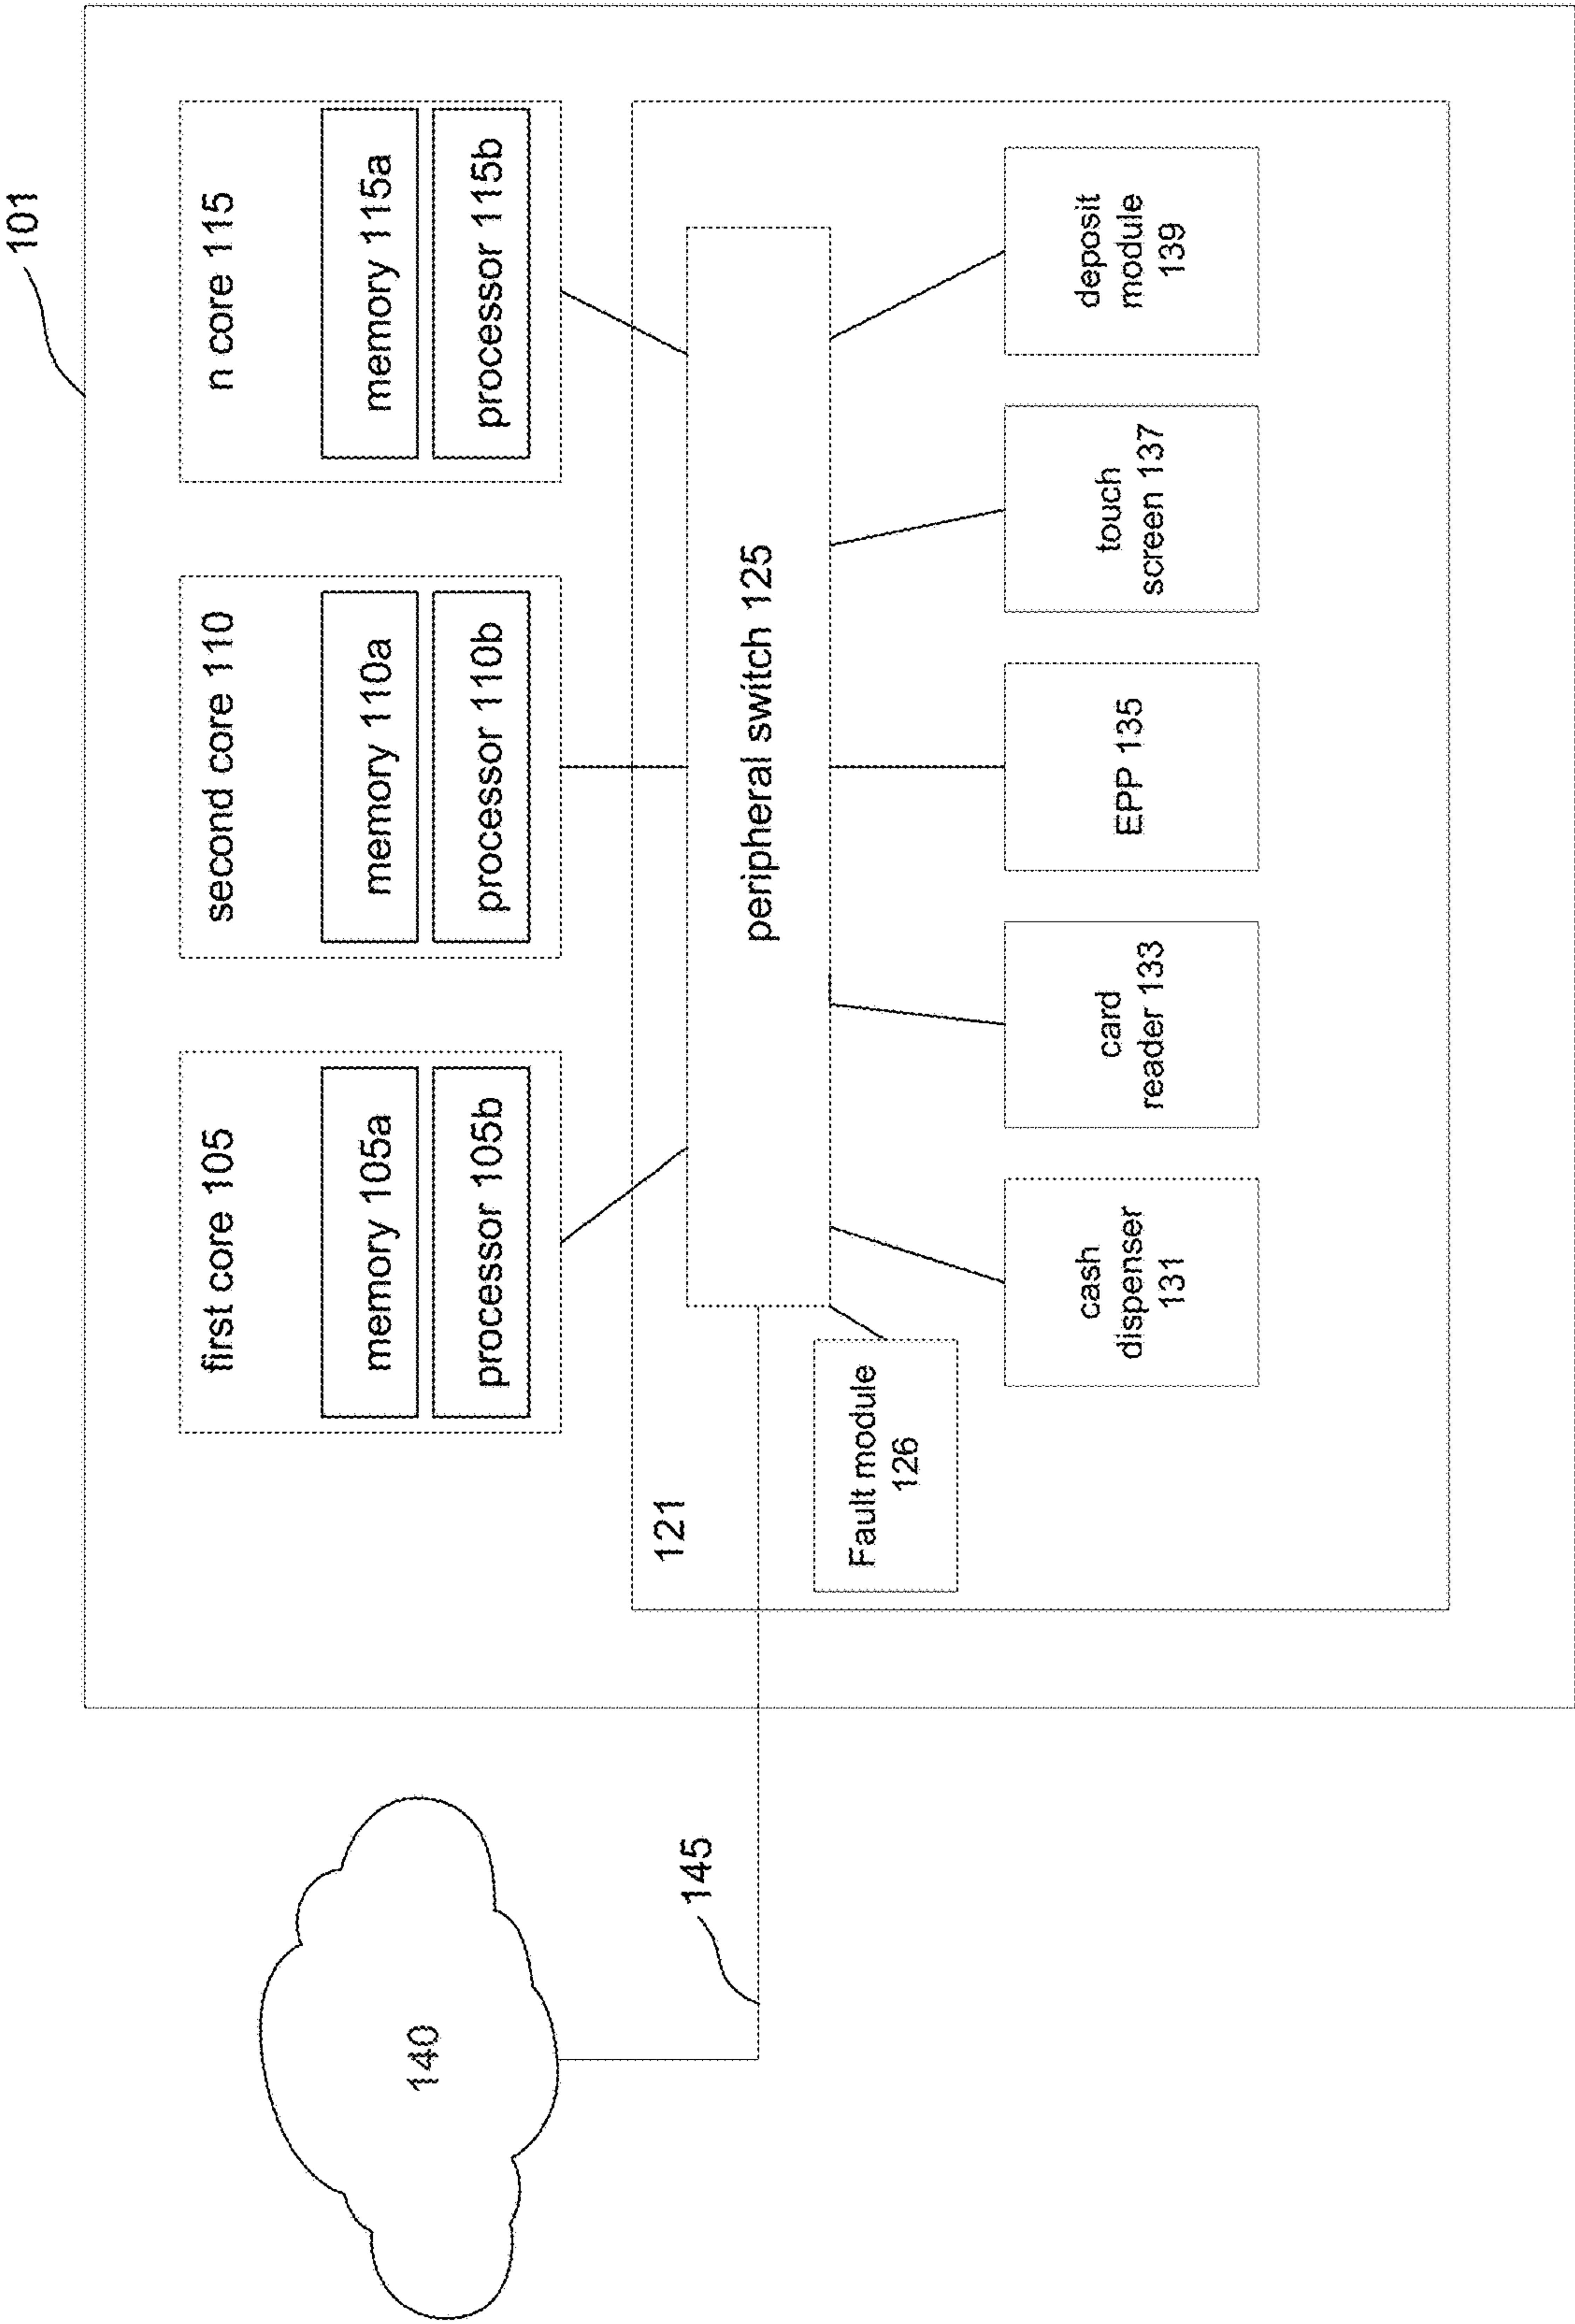 101
first core 105
memory 105a
processor 105b
second core 110
memory 110a
processor 110b
n core 115
memory 115a
processor 115b
121
peripheral switch 125
Fault module
126
cash
dispenser
131
card
reader 133
EPP 135
touch
screen 137
deposit
module
139
140
145